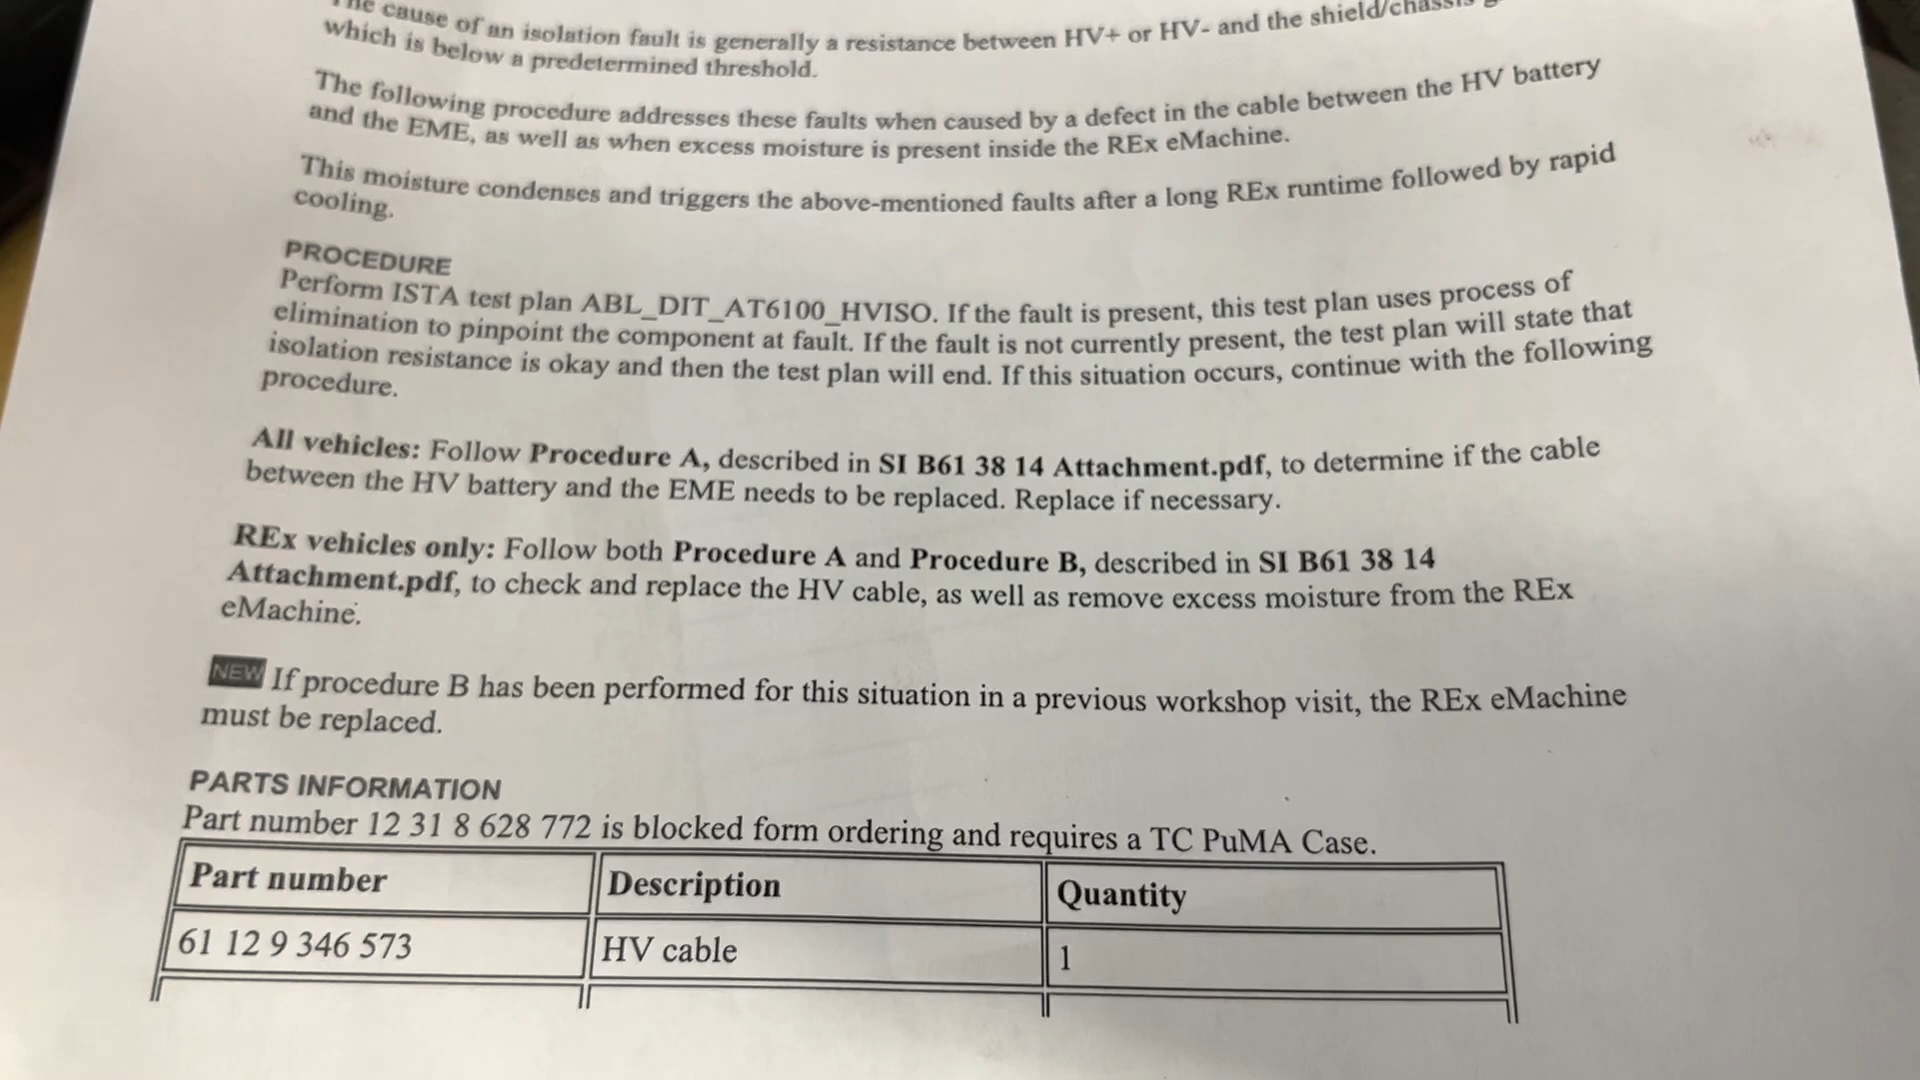 The cause of an isolation fault is generally a resistance between HV+ or HV- and the shield/chassis
which is below a predetermined threshold.
The following procedure addresses these faults when caused by a defect in the cable between the HV battery
and the EME, as well as when excess moisture is present inside the REx eMachine.
This moisture condenses and triggers the above-mentioned faults after a long REx runtime followed by rapid
cooling.
PROCEDURE
Perform ISTA test plan ABL_DIT_AT6100_HVISO. If the fault is present, this test plan uses process of
elimination to pinpoint the component at fault. If the fault is not currently present, the test plan will state that
isolation resistance is okay and then the test plan will end. If this situation occurs, continue with the following
procedure.
All vehicles: Follow Procedure A, described in SI B61 38 14 Attachment.pdf, to determine if the cable
between the HV battery and the EME needs to be replaced. Replace if necessary.
REx vehicles only: Follow both Procedure A and Procedure B, described in SI B61 38 14
Attachment.pdf, to check and replace the HV cable, as well as remove excess moisture from the REx
eMachine.
NEW If procedure B has been performed for this situation in a previous workshop visit, the REx eMachine
must be replaced.
PARTS INFORMATION
Part number 12 31 8 628 772 is blocked form ordering and requires a TC PuMA Case.
Part number Description Quantity
61 12 9 346 573 HV cable 1